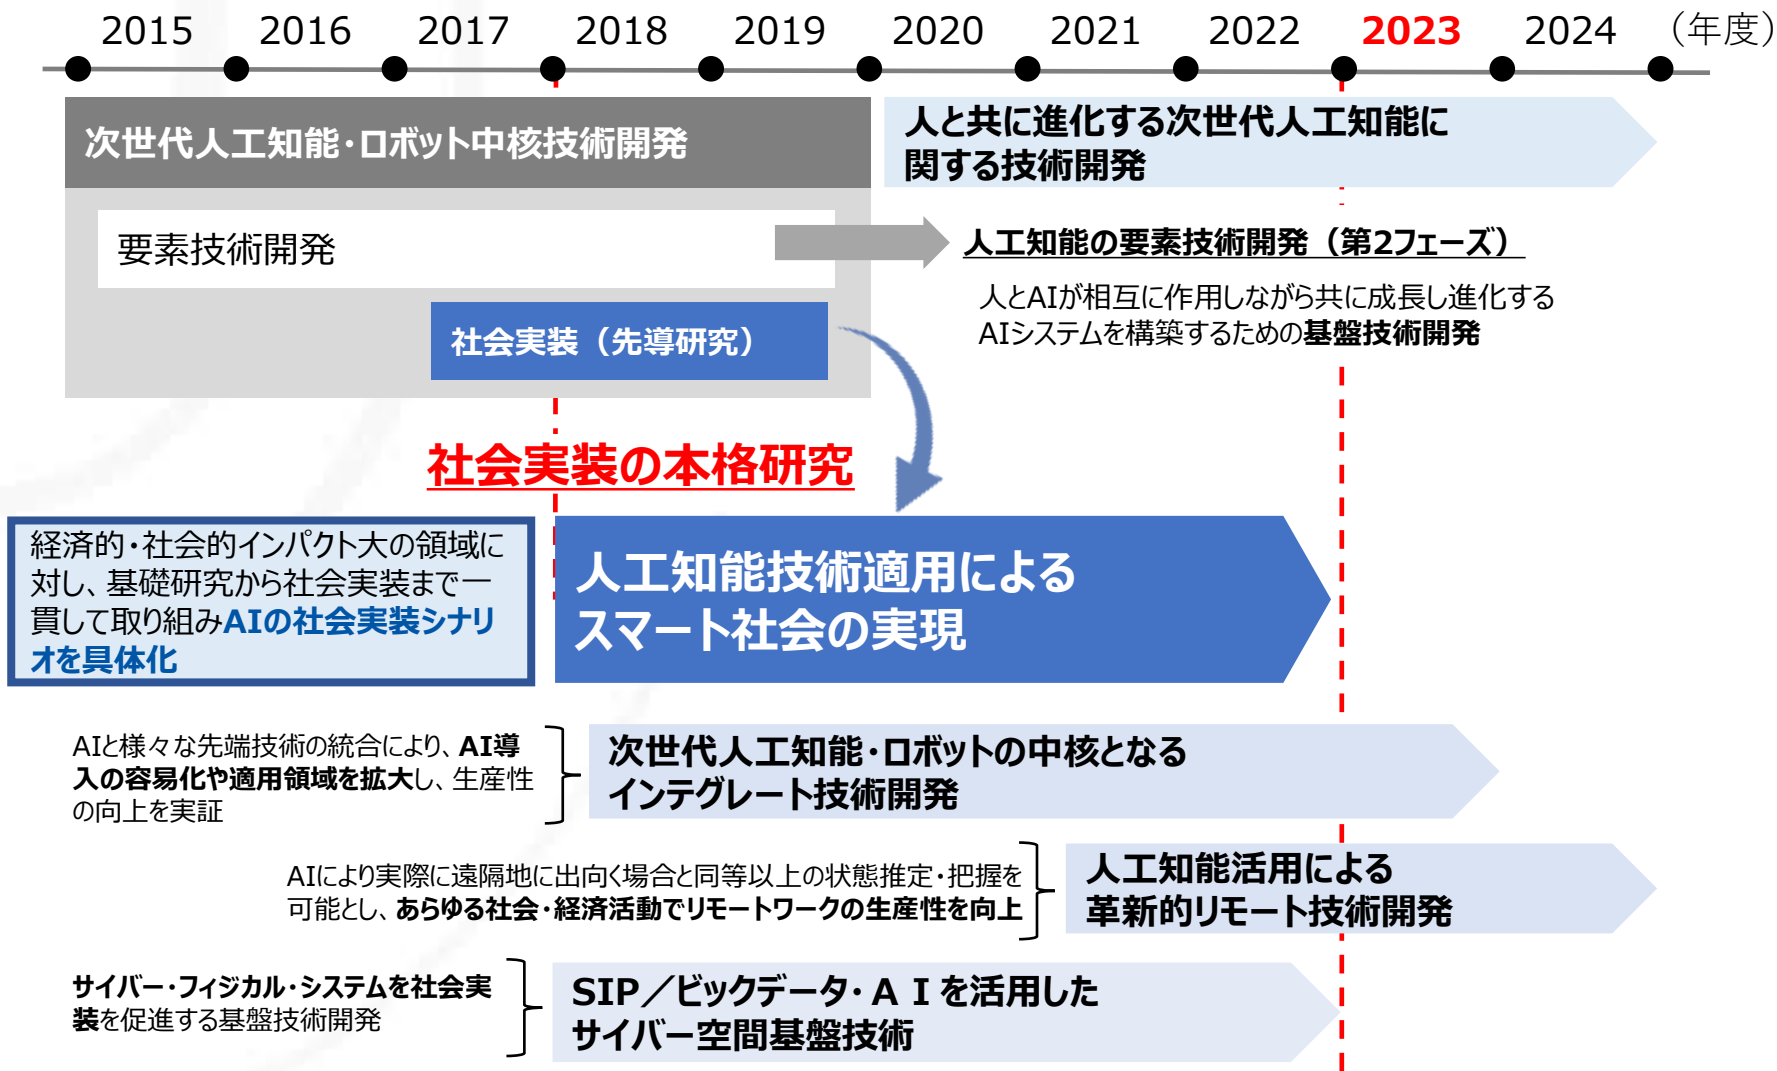 2015 2016 2017 2018 2019 2020 2021 2022 2023 2024 （年度）
次世代人工知能・ロボット中核技術開発
人と共に進化する次世代人工知能に
関する技術開発
要素技術開発
人工知能の要素技術開発（第2フェーズ）
人とAIが相互に作用しながら共に成長し進化する
AIシステムを構築するための基盤技術開発
社会実装（先導研究）
社会実装の本格研究
経済的・社会的インパクト大の領域に
対し、基礎研究から社会実装まで一
貫して取り組みAIの社会実装シナリ
オを具体化
人工知能技術適用による
スマート社会の実現
AIと様々な先端技術の統合により、AI導
入の容易化や適用領域を拡大し、生産性
の向上を実証
次世代人工知能・ロボットの中核となる
インテグレート技術開発
AIにより実際に遠隔地に出向く場合と同等以上の状態推定・把握を
可能とし、あらゆる社会・経済活動でリモートワークの生産性を向上
人工知能活用による
革新的リモート技術開発
サイバー・フィジカル・システムを社会実
装を促進する基盤技術開発
SIP／ビックデータ・ＡＩを活用した
サイバー空間基盤技術